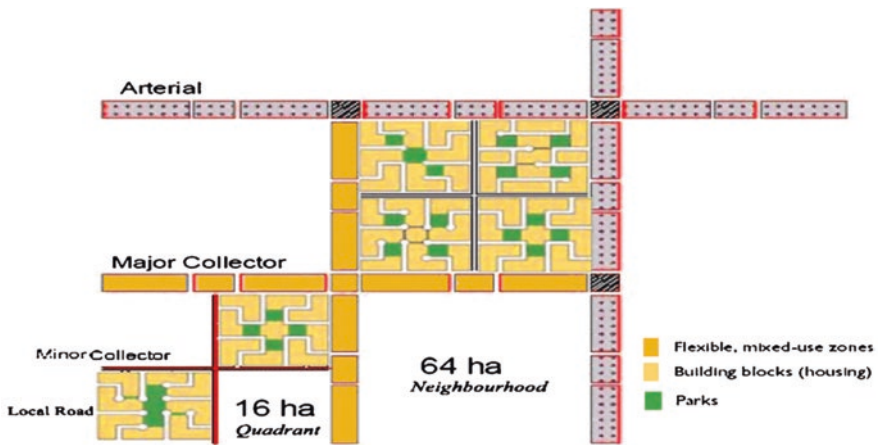 Arterial
Major Collector
Minor Collector
Local Road
64 ha
Neighbourhood
16 ha
Quadrant
Flexible, mixed-use zones
Building blocks (housing)
Parks